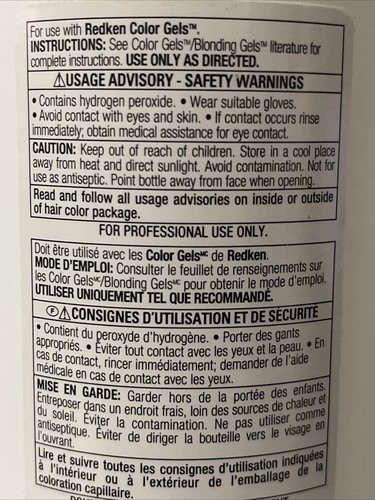 For use with Redken Color Gels™.
INSTRUCTIONS: See Color Gels™/Blonding Gels™ literature for
complete instructions. USE ONLY AS DIRECTED.
⚠USAGE ADVISORY - SAFETY WARNINGS
• Contains hydrogen peroxide. • Wear suitable gloves.
• Avoid contact with eyes and skin. • If contact occurs rinse
immediately; obtain medical assistance for eye contact.
CAUTION: Keep out of reach of children. Store in a cool place
away from heat and direct sunlight. Avoid contamination. Not for
use as antiseptic. Point bottle away from face when opening.
Read and follow all usage advisories on inside or outside
of hair color package.
FOR PROFESSIONAL USE ONLY.
Doit être utilisé avec les Color Gels MC de Redken.
MODE D'EMPLOI: Consulter le feuillet de renseignements sur
les Color Gels MC/Blonding Gels MC pour obtenir le mode d'emploi.
UTILISER UNIQUEMENT TEL QUE RECOMMANDÉ.
Ⓕ⚠CONSIGNES D'UTILISATION ET DE SÉCURITÉ
• Contient du peroxyde d'hydrogène. • Porter des gants
appropriés. • Éviter tout contact avec les yeux et la peau. • En
cas de contact, rincer immédiatement; demander de l'aide
médicale en cas de contact avec les yeux.
MISE EN GARDE: Garder hors de la portée des enfants.
Entreposer dans un endroit frais, loin des sources de chaleur et
du soleil. Éviter la contamination. Ne pas utiliser comme
antiseptique. Éviter de diriger la bouteille vers le visage en
l'ouvrant.
Lire et suivre toutes les consignes d'utilisation indiquées
à l'intérieur ou à l'extérieur de l'emballage de la
coloration capillaire.